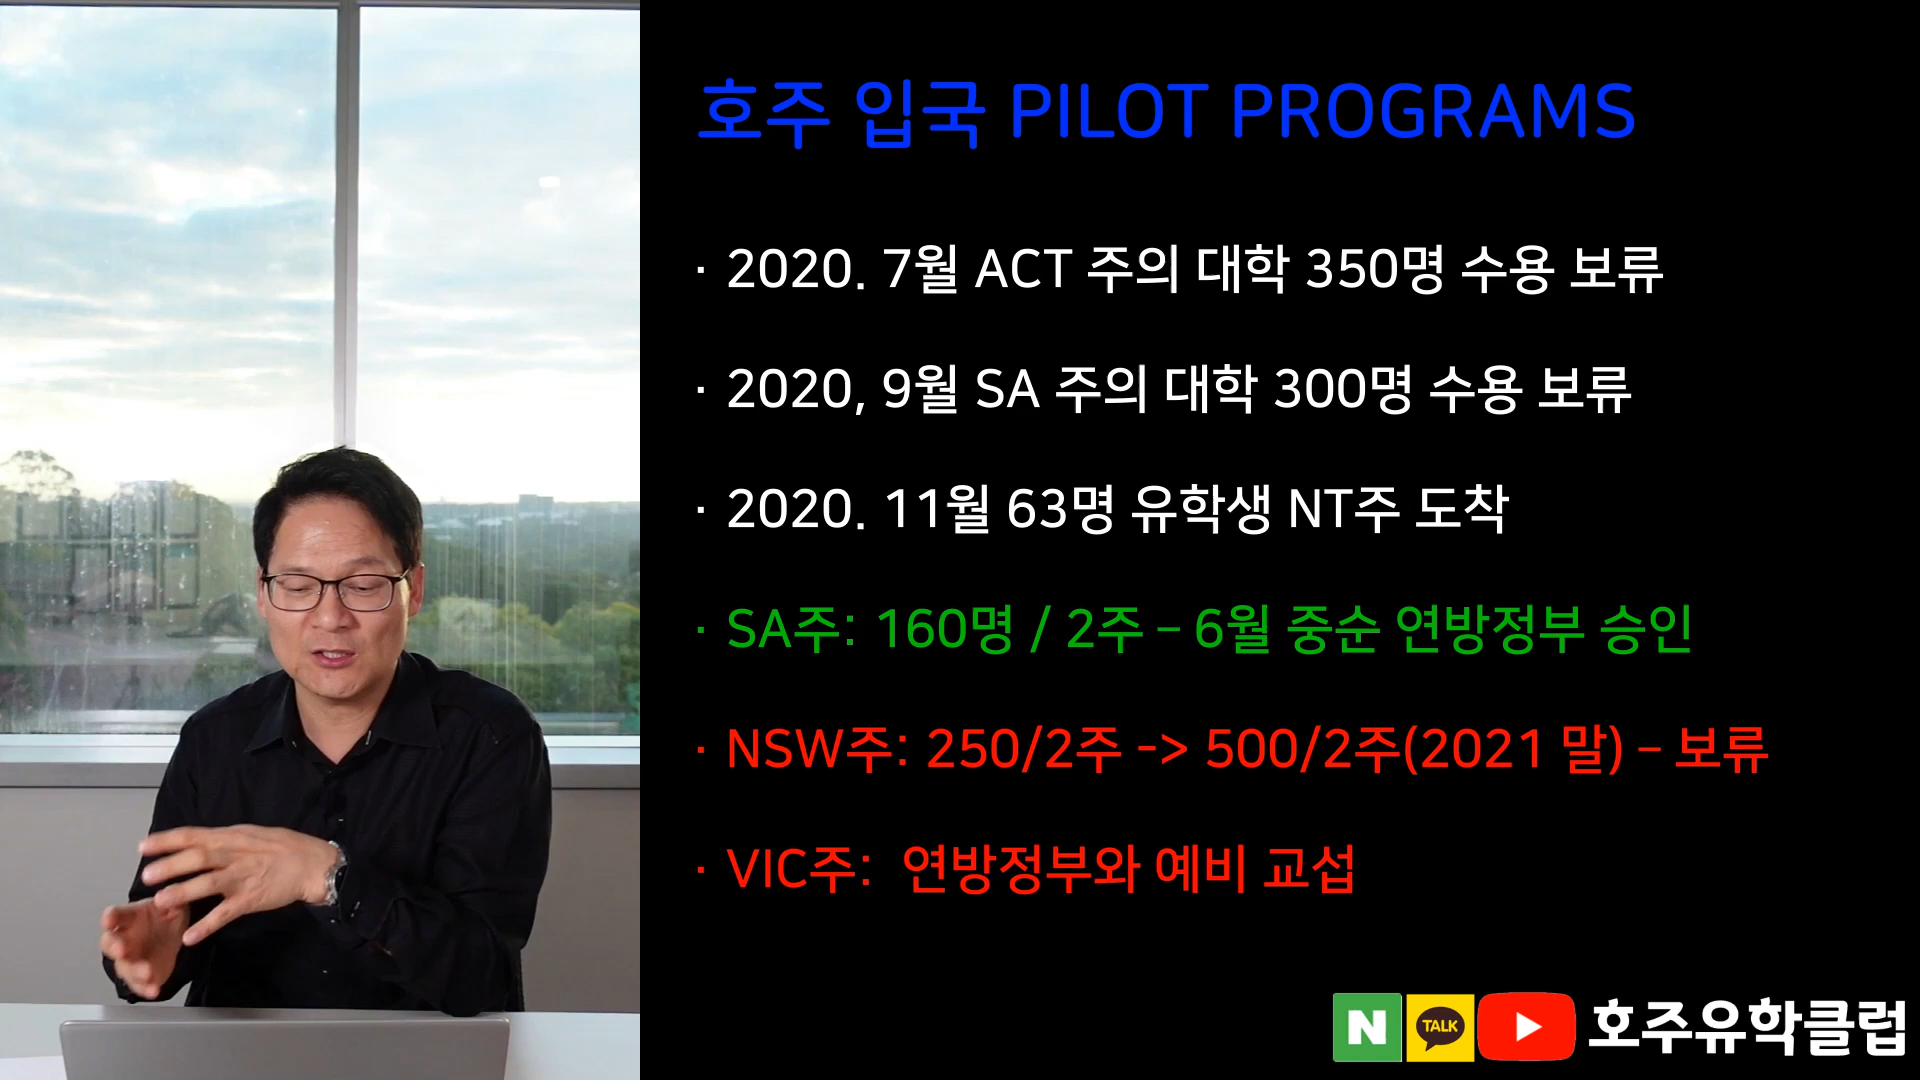 호주 입국 PILOT PROGRAMS
· 2020. 7월 ACT 주의 대학 350명 수용 보류
· 2020, 9월 SA 주의 대학 300명 수용 보류
· 2020. 11월 63명 유학생 NT주 도착
· SA주: 160명 / 2주 – 6월 중순 연방정부 승인
· NSW주: 250/2주 -> 500/2주(2021 말) – 보류
· VIC주: 연방정부와 예비 교섭
N TALK 호주유학클럽